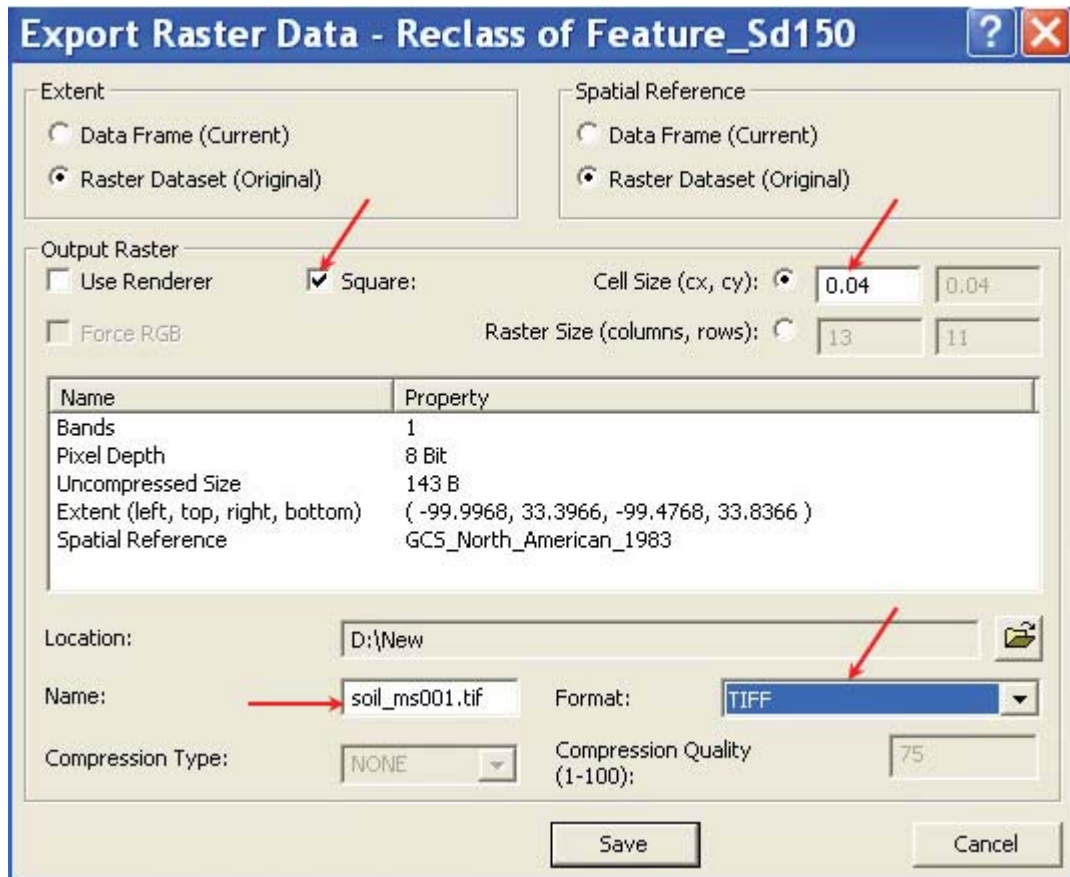 Export Raster Data - Reclass of Feature_Sd150
Extent
Data Frame (Current)
Raster Dataset (Original)
Spatial Reference
Data Frame (Current)
Raster Dataset (Original)
Output Raster
Use Renderer
Square:
Cell Size (cx, cy):
0.04
0.04
Force RGB
Raster Size (columns, rows):
13
11
Name Property
Bands 1
Pixel Depth 8 Bit
Uncompressed Size 143 B
Extent (left, top, right, bottom) ( -99.9968, 33.3966, -99.4768, 33.8366 )
Spatial Reference GCS_North_American_1983
Location:
D:\New
Name:
soil_ms001.tif
Format:
TIFF
Compression Type:
NONE
Compression Quality
(1-100):
75
Save
Cancel